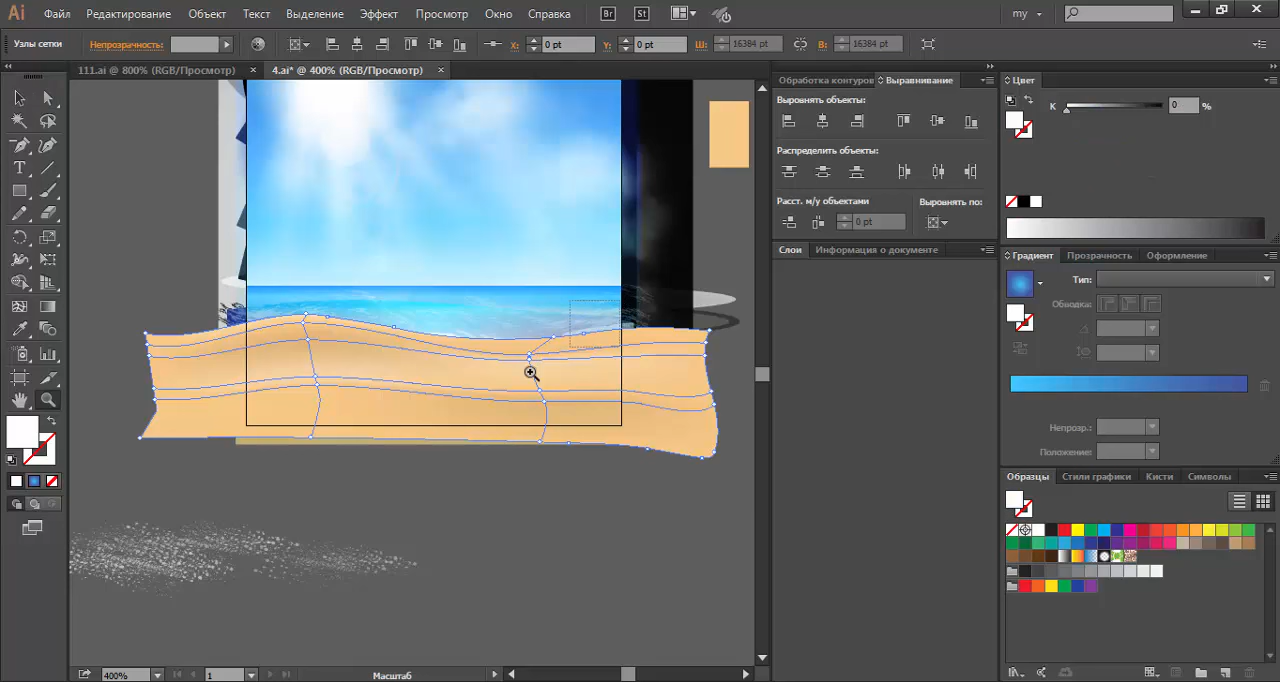 Ai Файл Редактирование Объект Текст Выделение Эффект Просмотр Окно Справка Br St my
Узлы сетки Непрозрачность: X: 0 pt Y: 0 pt Ш: 16384 pt В: 16384 pt
111.ai @ 800% (RGB/Просмотр) × 4.ai* @ 400% (RGB/Просмотр) ×
Обработка контуров Выравнивание
Выровнять объекты:
Распределить объекты:
Расст. м/у объектами Выровнять по:
0 pt
Слои Информация о документе
Цвет
K 0 %
Градиент Прозрачность Оформление
Тип:
Обводка:
Непрозр.:
Положение:
Образцы Стили графики Кисти Символы
400% 1 Масштаб